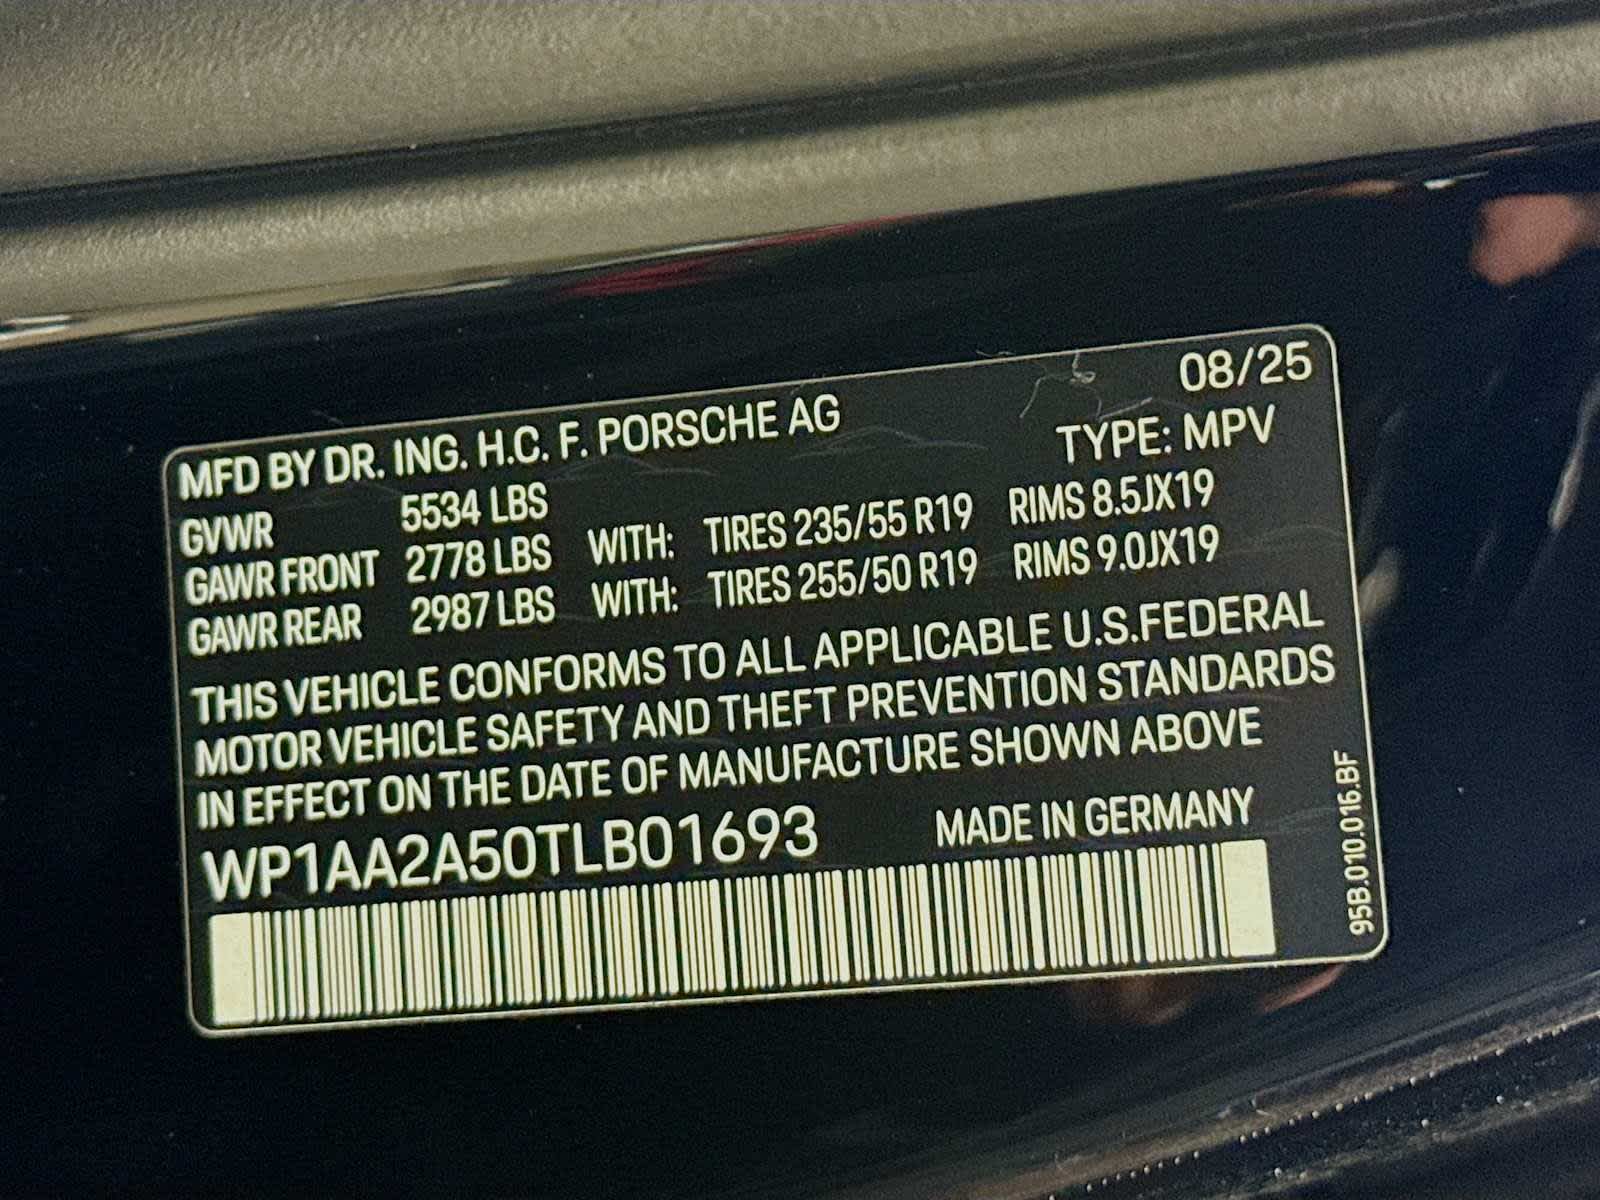 08/25
MFD BY DR. ING. H.C. F. PORSCHE AG TYPE: MPV
GVWR 5534 LBS
GAWR FRONT 2778 LBS WITH: TIRES 235/55 R19 RIMS 8.5JX19
GAWR REAR 2987 LBS WITH: TIRES 255/50 R19 RIMS 9.0JX19
THIS VEHICLE CONFORMS TO ALL APPLICABLE U.S.FEDERAL
MOTOR VEHICLE SAFETY AND THEFT PREVENTION STANDARDS
IN EFFECT ON THE DATE OF MANUFACTURE SHOWN ABOVE
WP1AA2A50TLB01693 MADE IN GERMANY
95B.010.016.BF